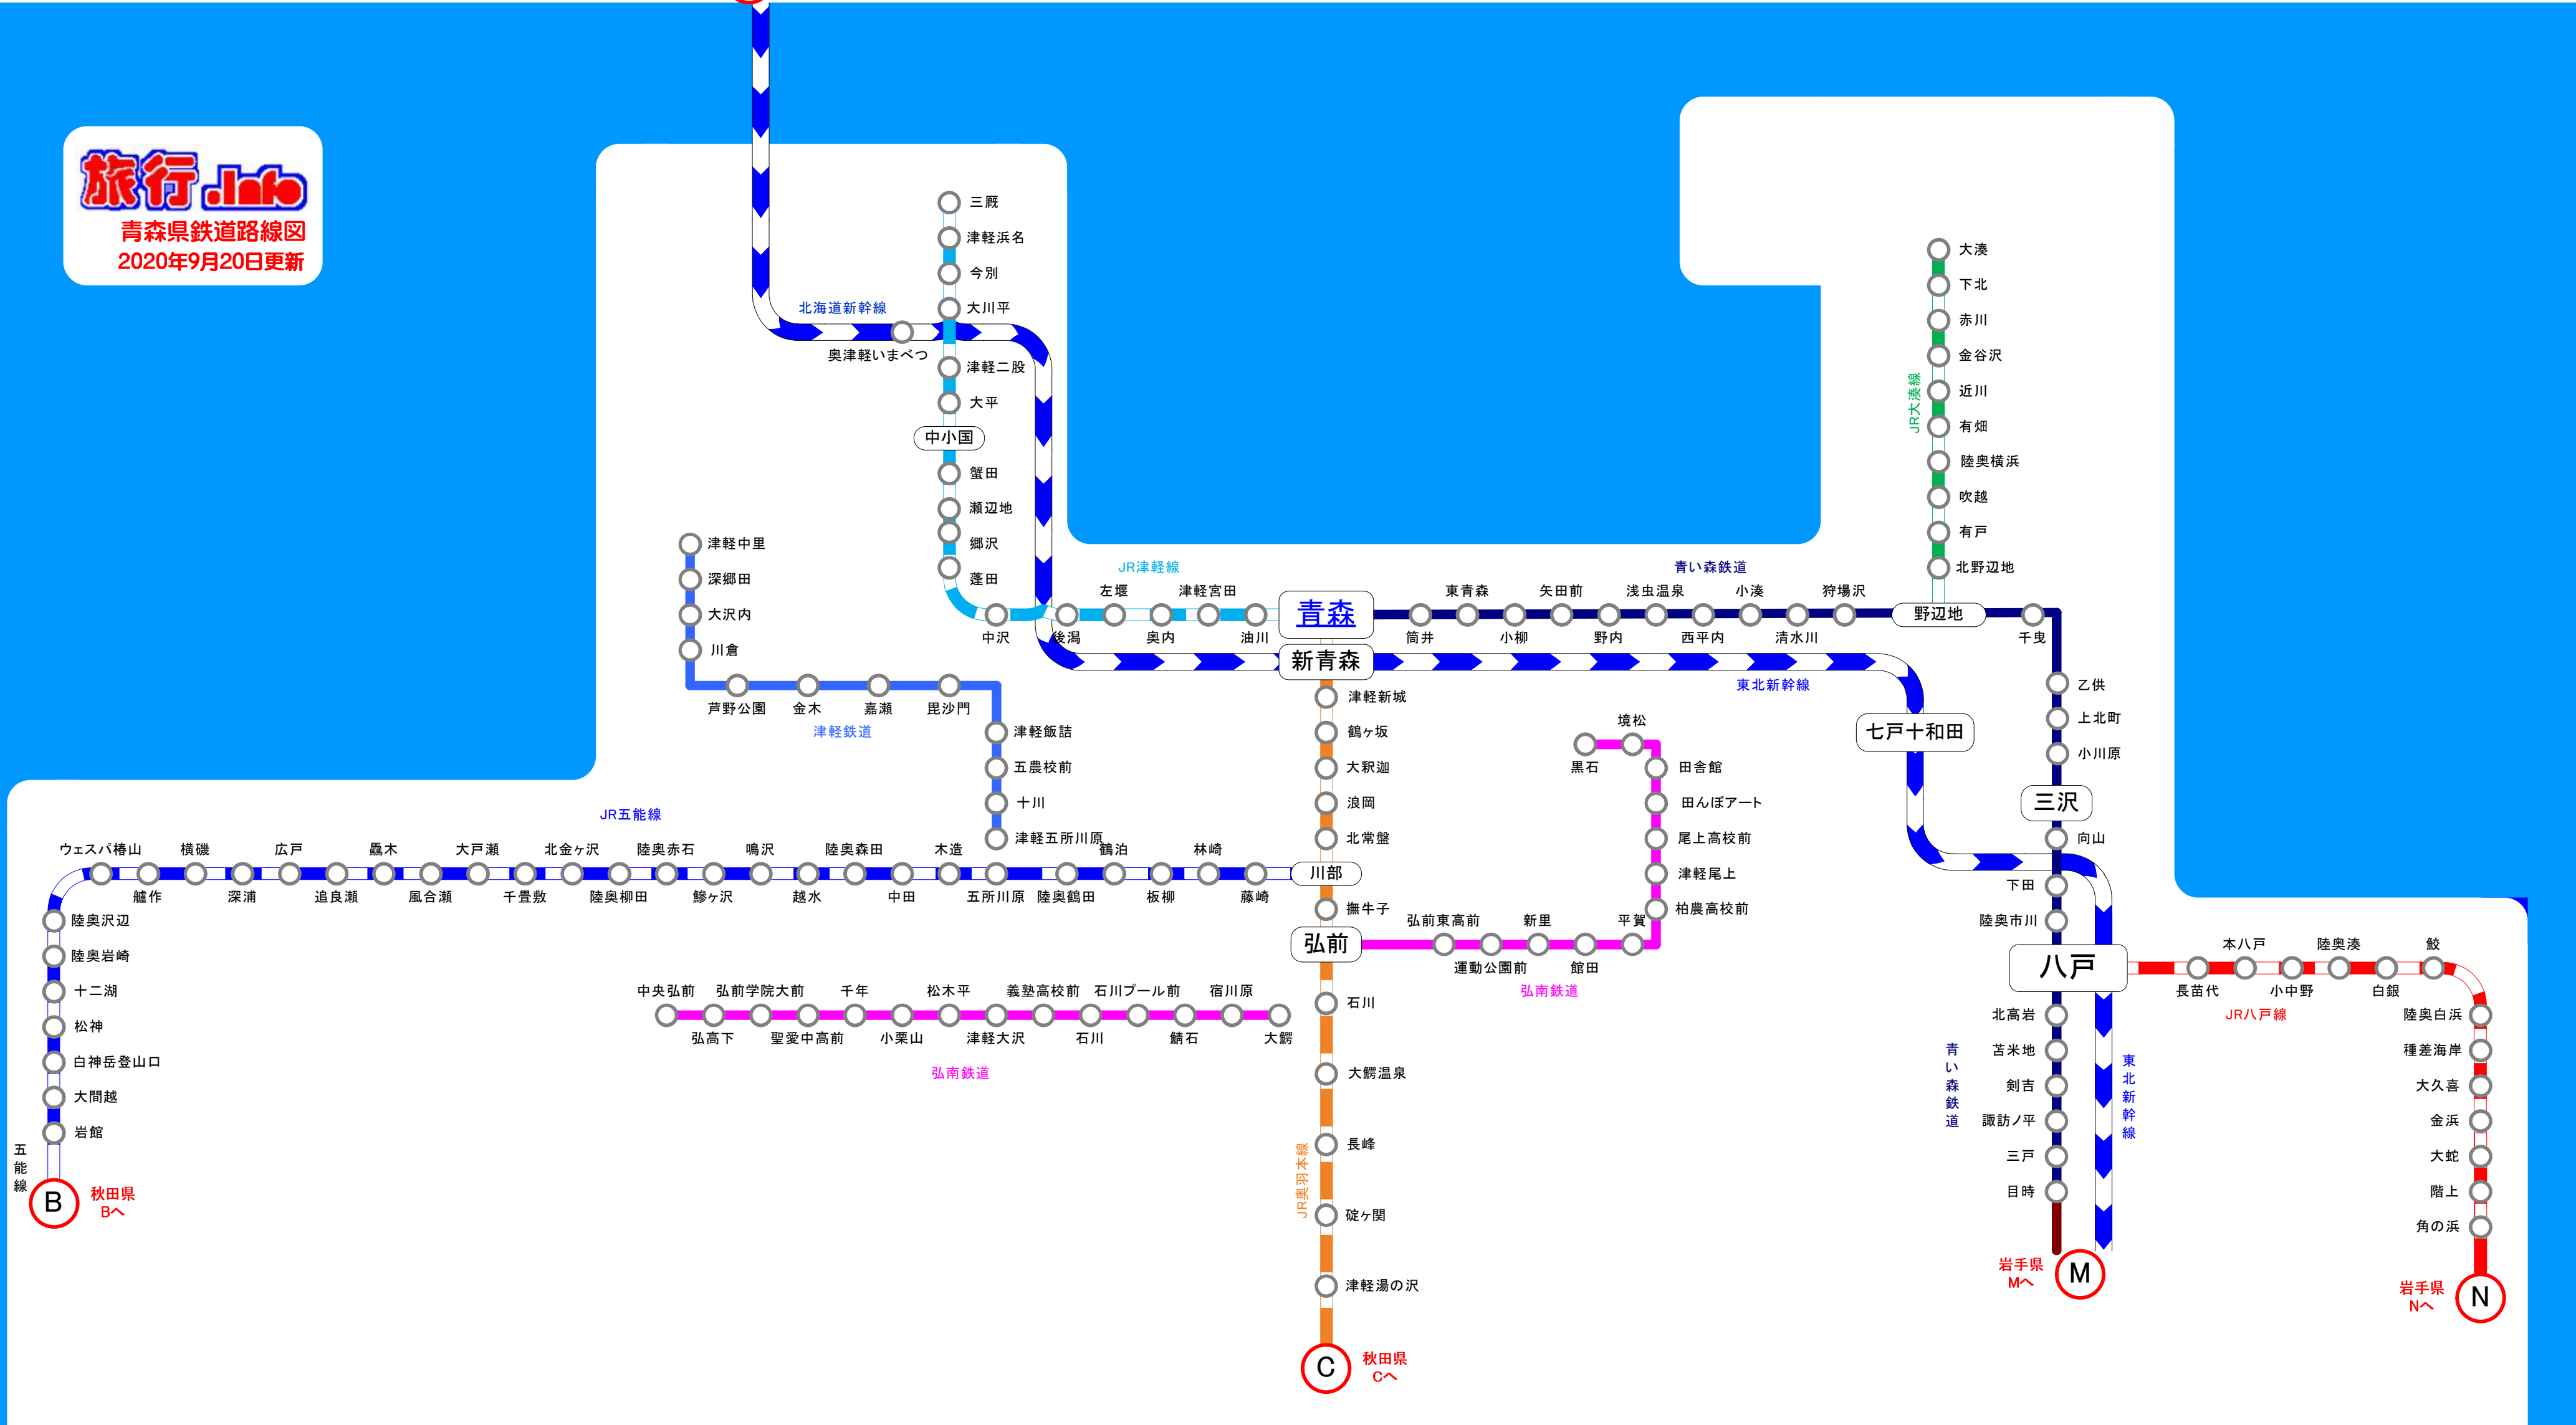 旅行.Info
青森県鉄道路線図
2020年9月20日更新
北海道新幹線
奥津軽いまべつ
三厩
津軽浜名
今別
大川平
津軽二股
大平
中小国
蟹田
瀬辺地
郷沢
蓬田
中沢
後潟
左堰
奥内
津軽宮田
油川
JR津軽線
青森
新青森
筒井
東青森
小柳
矢田前
野内
浅虫温泉
西平内
小湊
清水川
狩場沢
青い森鉄道
野辺地
千曳
東北新幹線
大湊
下北
赤川
金谷沢
近川
有畑
陸奥横浜
吹越
有戸
北野辺地
JR大湊線
津軽中里
深郷田
大沢内
川倉
芦野公園
金木
嘉瀬
毘沙門
津軽鉄道
津軽飯詰
五農校前
十川
津軽五所川原
津軽新城
鶴ヶ坂
大釈迦
浪岡
北常盤
川部
撫牛子
弘前
石川
大鰐温泉
長峰
碇ヶ関
津軽湯の沢
JR奥羽本線
C
秋田県
Cへ
黒石
境松
田舎館
田んぼアート
尾上高校前
津軽尾上
柏農高校前
平賀
館田
新里
運動公園前
弘前東高前
弘南鉄道
七戸十和田
乙供
上北町
小川原
三沢
向山
下田
陸奥市川
八戸
JR五能線
ウェスパ椿山
艫作
横磯
深浦
広戸
追良瀬
驫木
風合瀬
大戸瀬
千畳敷
北金ヶ沢
陸奥柳田
陸奥赤石
鰺ヶ沢
鳴沢
越水
陸奥森田
中田
木造
五所川原
陸奥鶴田
鶴泊
板柳
林崎
藤崎
陸奥沢辺
陸奥岩崎
十二湖
松神
白神岳登山口
大間越
岩館
五能線
B
秋田県
Bへ
中央弘前
弘高下
弘前学院大前
聖愛中高前
千年
小栗山
松木平
津軽大沢
義塾高校前
石川
石川プール前
鯖石
宿川原
大鰐
弘南鉄道
北高岩
苫米地
剣吉
諏訪ノ平
三戸
目時
青い森鉄道
東北新幹線
岩手県
Mへ
M
長苗代
本八戸
小中野
陸奥湊
白銀
鮫
JR八戸線
陸奥白浜
種差海岸
大久喜
金浜
大蛇
階上
角の浜
岩手県
Nへ
N